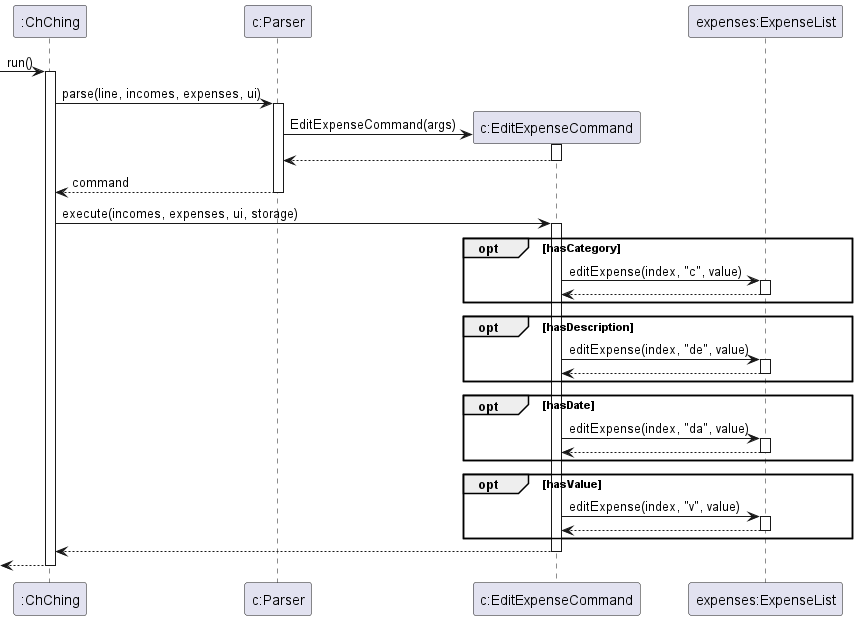 :ChChing
c:Parser
expenses:ExpenseList
run()
parse(line, incomes, expenses, ui)
EditExpenseCommand(args)
c:EditExpenseCommand
command
execute(incomes, expenses, ui, storage)
opt [hasCategory]
editExpense(index, "c", value)
opt [hasDescription]
editExpense(index, "de", value)
opt [hasDate]
editExpense(index, "da", value)
opt [hasValue]
editExpense(index, "v", value)
:ChChing
c:Parser
c:EditExpenseCommand
expenses:ExpenseList